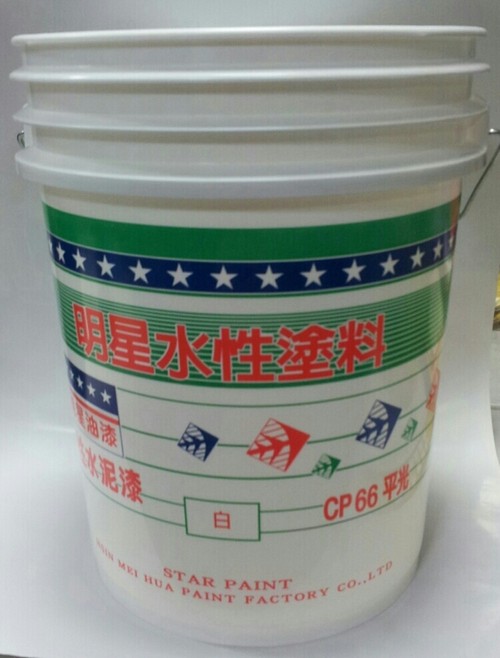 明星水性塗料
油漆
水泥漆
CP66 平光
白
STAR PAINT
MEI HUA PAINT FACTORY CO.,LTD